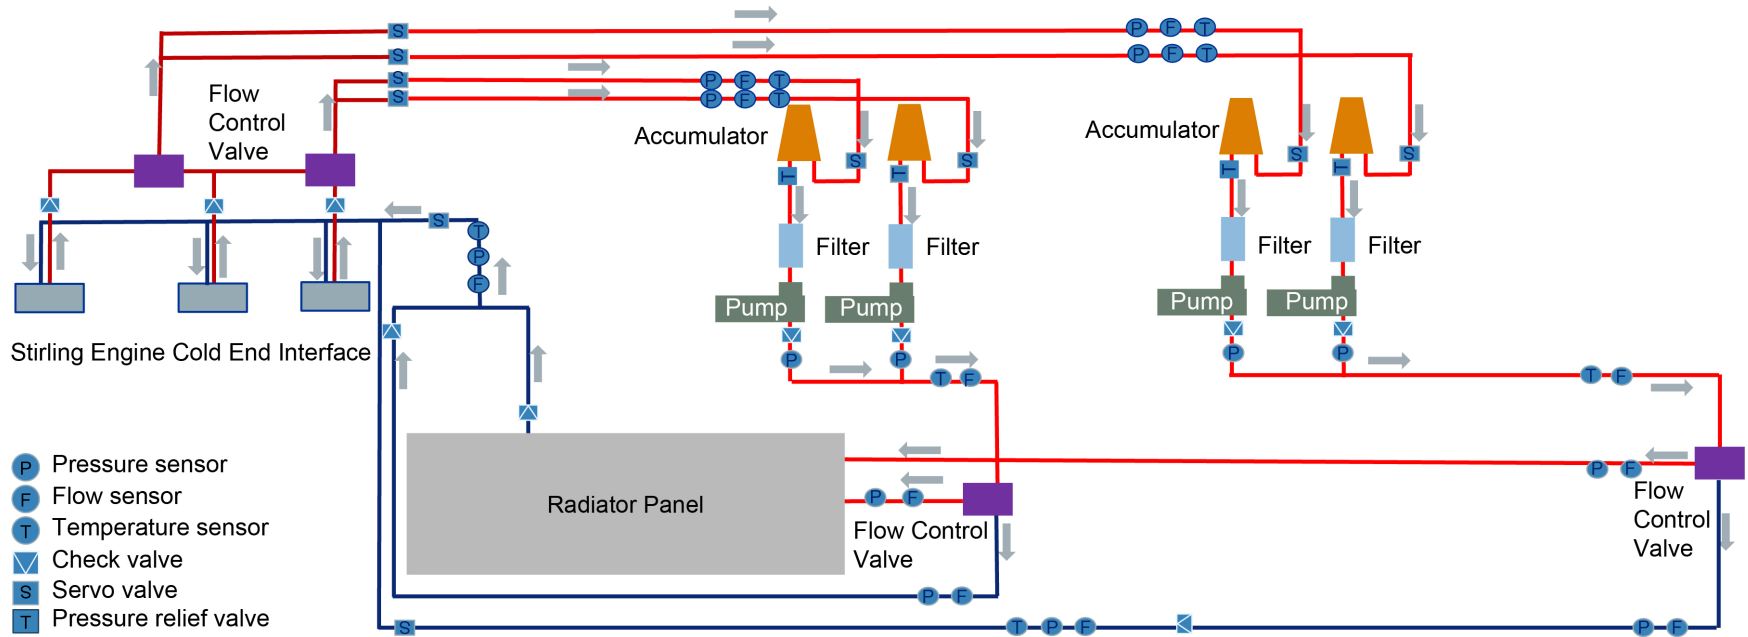 S
P F T
S
P F T
S
P F T
S
P F T
Flow
Control
Valve
Accumulator
Accumulator
S
S
S
S
T
T
T
T
S
T
P
F
Filter
Filter
Filter
Filter
Pump
Pump
Pump
Pump
P
P
P
P
Stirling Engine Cold End Interface
T F
T F
P Pressure sensor
F Flow sensor
T Temperature sensor
Check valve
S Servo valve
T Pressure relief valve
Radiator Panel
P F
P F
Flow Control
Valve
Flow
Control
Valve
P F
S
T P F
P F